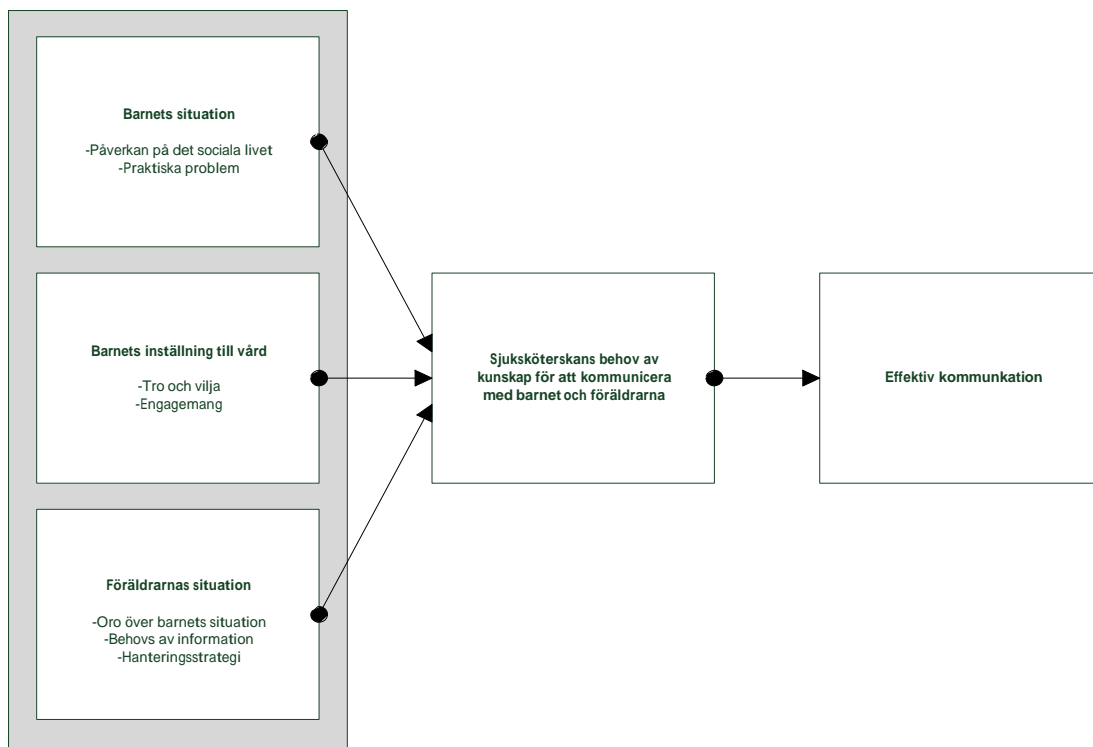 Barnets situation
-Påverkan på det sociala livet
-Praktiska problem
Barnets inställning till vård
-Tro och vilja
-Engagemang
Föräldrarnas situation
-Oro över barnets situation
-Behovs av information
-Hanteringsstrategi
Sjuksköterskans behov av
kunskap för att kommunicera
med barnet och föräldrarna
Effektiv kommunkation